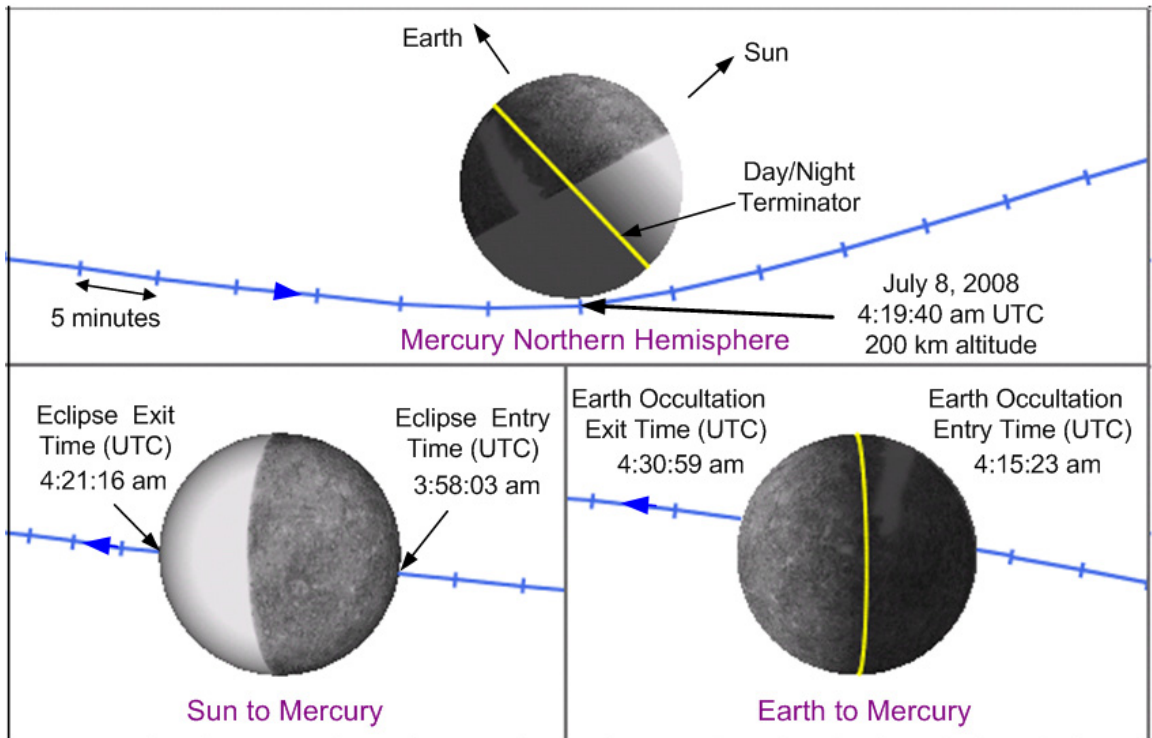 Earth
Sun
Day/Night
Terminator
5 minutes
July 8, 2008
4:19:40 am UTC
200 km altitude
Mercury Northern Hemisphere
Eclipse Exit
Time (UTC)
4:21:16 am
Eclipse Entry
Time (UTC)
3:58:03 am
Sun to Mercury
Earth Occultation
Exit Time (UTC)
4:30:59 am
Earth Occultation
Entry Time (UTC)
4:15:23 am
Earth to Mercury